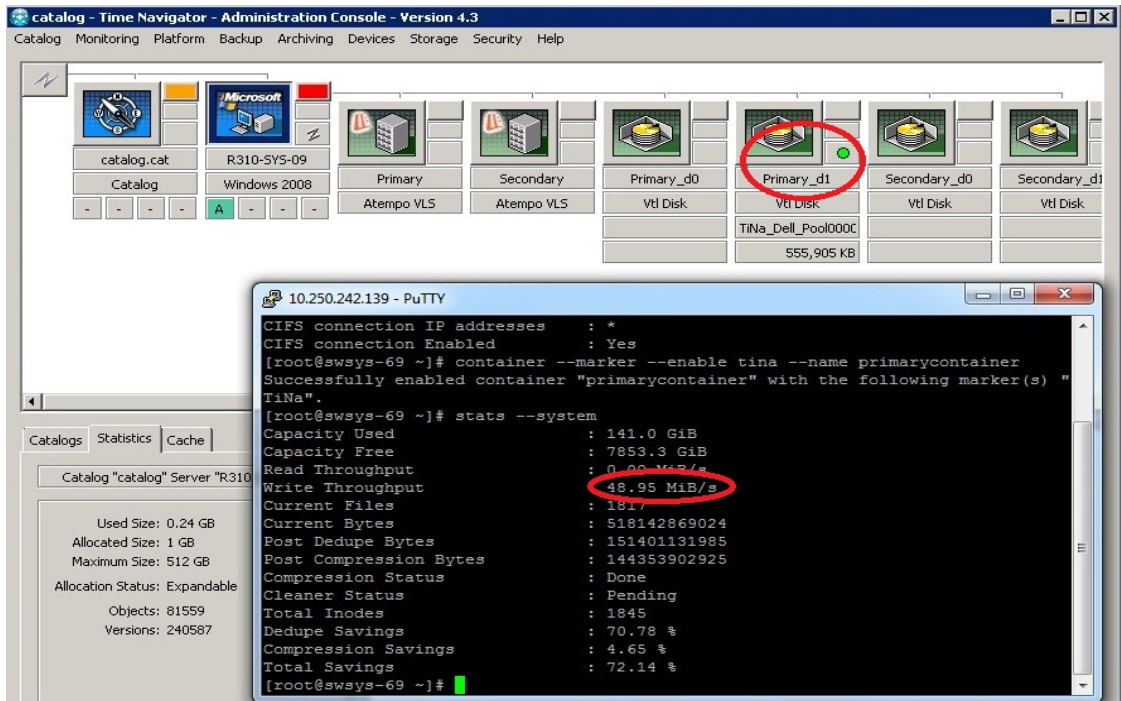 catalog - Time Navigator - Administration Console - Version 4.3
Catalog Monitoring Platform Backup Archiving Devices Storage Security Help
Microsoft
catalog.cat R310-SYS-09 Primary Secondary Primary_d0 Primary_d1 Secondary_d0 Secondary_d1
Catalog Windows 2008 Atempo VLS Atempo VLS Vtl Disk Vtl Disk Vtl Disk Vtl Disk
- - - - A - - -
TiNa_Dell_Pool000C
555,905 KB
10.250.242.139 - PuTTY
CIFS connection IP addresses : *
CIFS connection Enabled : Yes
[root@swsys-69 ~]# container --marker --enable tina --name primarycontainer
Successfully enabled container "primarycontainer" with the following marker(s) "
TiNa".
[root@swsys-69 ~]# stats --system
Capacity Used : 141.0 GiB
Capacity Free : 7853.3 GiB
Read Throughput : 0.00 MiB/s
Write Throughput : 48.95 MiB/s
Current Files : 1817
Current Bytes : 518142869024
Post Dedupe Bytes : 151401131985
Post Compression Bytes : 144353902925
Compression Status : Done
Cleaner Status : Pending
Total Inodes : 1845
Dedupe Savings : 70.78 %
Compression Savings : 4.65 %
Total Savings : 72.14 %
[root@swsys-69 ~]#
Catalogs Statistics Cache
Catalog "catalog" Server "R310
Used Size: 0.24 GB
Allocated Size: 1 GB
Maximum Size: 512 GB
Allocation Status: Expandable
Objects: 81559
Versions: 240587